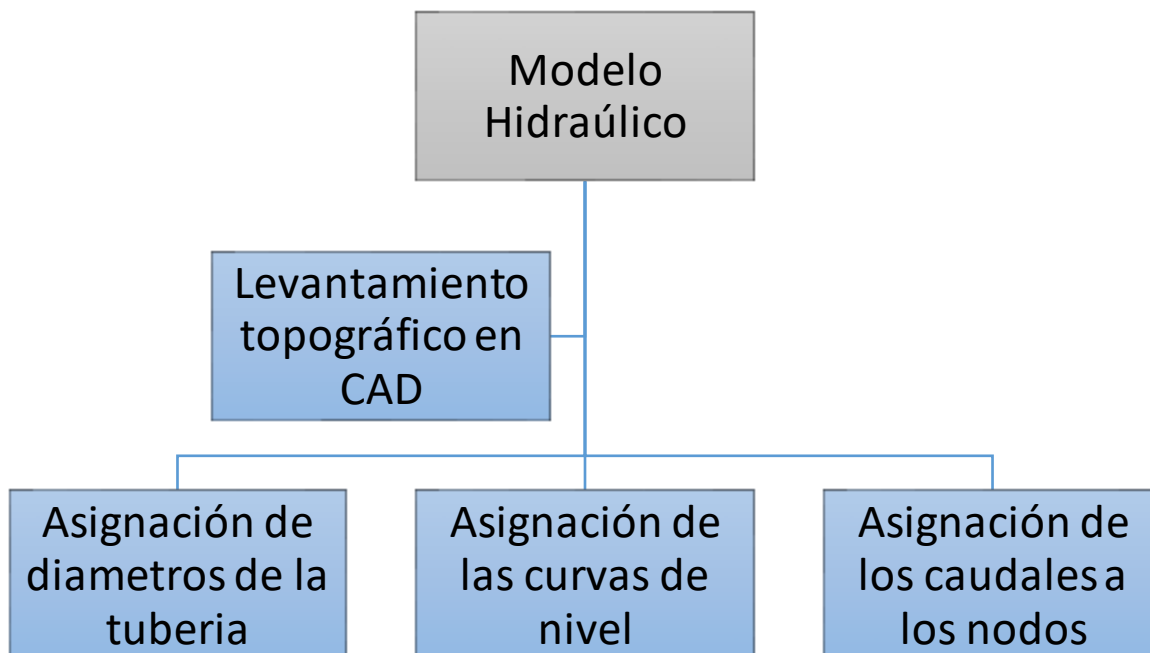 Modelo
Hidraúlico
Levantamiento
topográfico en
CAD
Asignación de
diametros de la
tuberia
Asignación de
las curvas de
nivel
Asignación de
los caudales a
los nodos